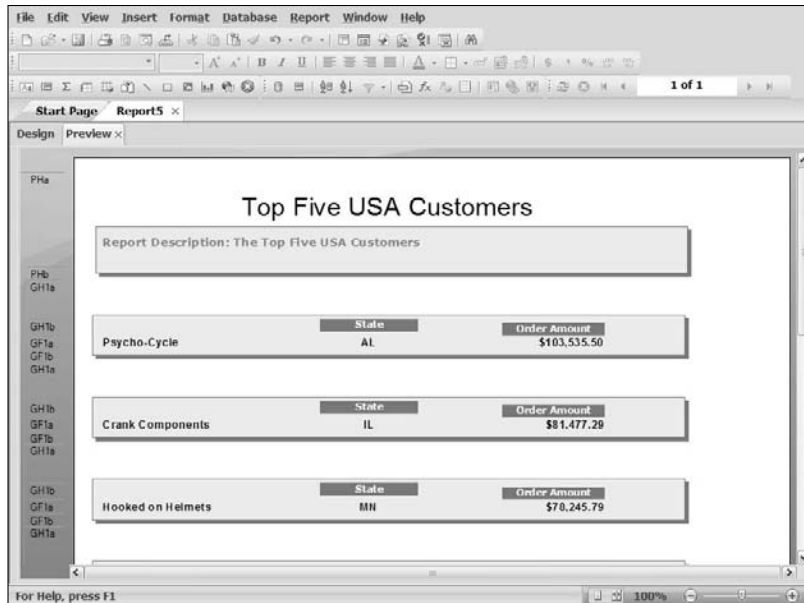 File Edit View Insert Format Database Report Window Help
B I U
1 of 1
Start Page Report5 ×
Design Preview ×
PHa
Top Five USA Customers
Report Description: The Top Five USA Customers
PHb
GH1a
GH1b State Order Amount
GF1a Psycho-Cycle AL $103,535.50
GF1b
GH1a
GH1b State Order Amount
GF1a Crank Components IL $81,477.29
GF1b
GH1a
GH1b State Order Amount
GF1a Hooked on Helmets MN $78,245.79
GF1b
GH1a
For Help, press F1 100%